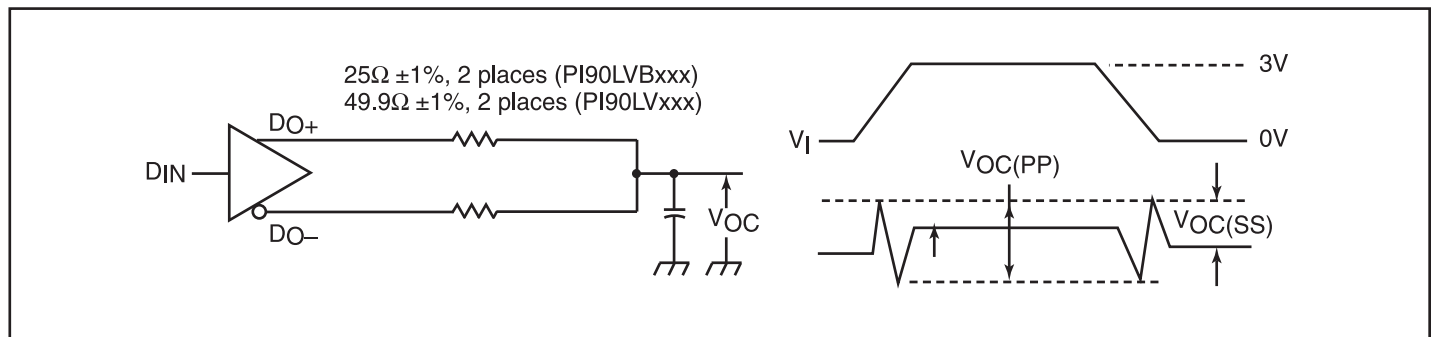 25Ω ±1%, 2 places (PI90LVBxxx)
49.9Ω ±1%, 2 places (PI90LVxxx)
DO+
DIN
DO–
VOC
3V
VI
0V
VOC(PP)
VOC(SS)